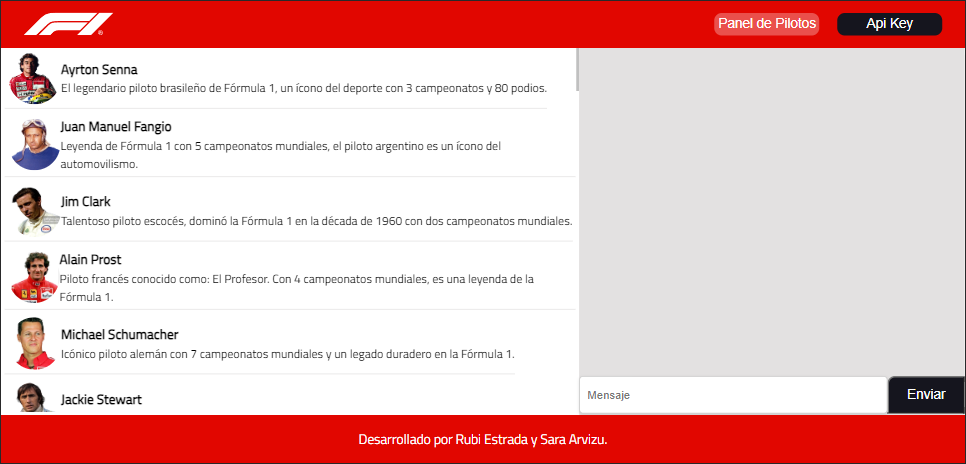 F1
Panel de Pilotos
Api Key
Ayrton Senna
El legendario piloto brasileño de Fórmula 1, un ícono del deporte con 3 campeonatos y 80 podios.
Juan Manuel Fangio
Leyenda de Fórmula 1 con 5 campeonatos mundiales, el piloto argentino es un ícono del
automovilismo.
Jim Clark
Talentoso piloto escocés, dominó la Fórmula 1 en la década de 1960 con dos campeonatos mundiales.
Alain Prost
Piloto francés conocido como: El Profesor. Con 4 campeonatos mundiales, es una leyenda de la
Fórmula 1.
Michael Schumacher
Icónico piloto alemán con 7 campeonatos mundiales y un legado duradero en la Fórmula 1.
Jackie Stewart
Mensaje
Enviar
Desarrollado por Rubi Estrada y Sara Arvizu.